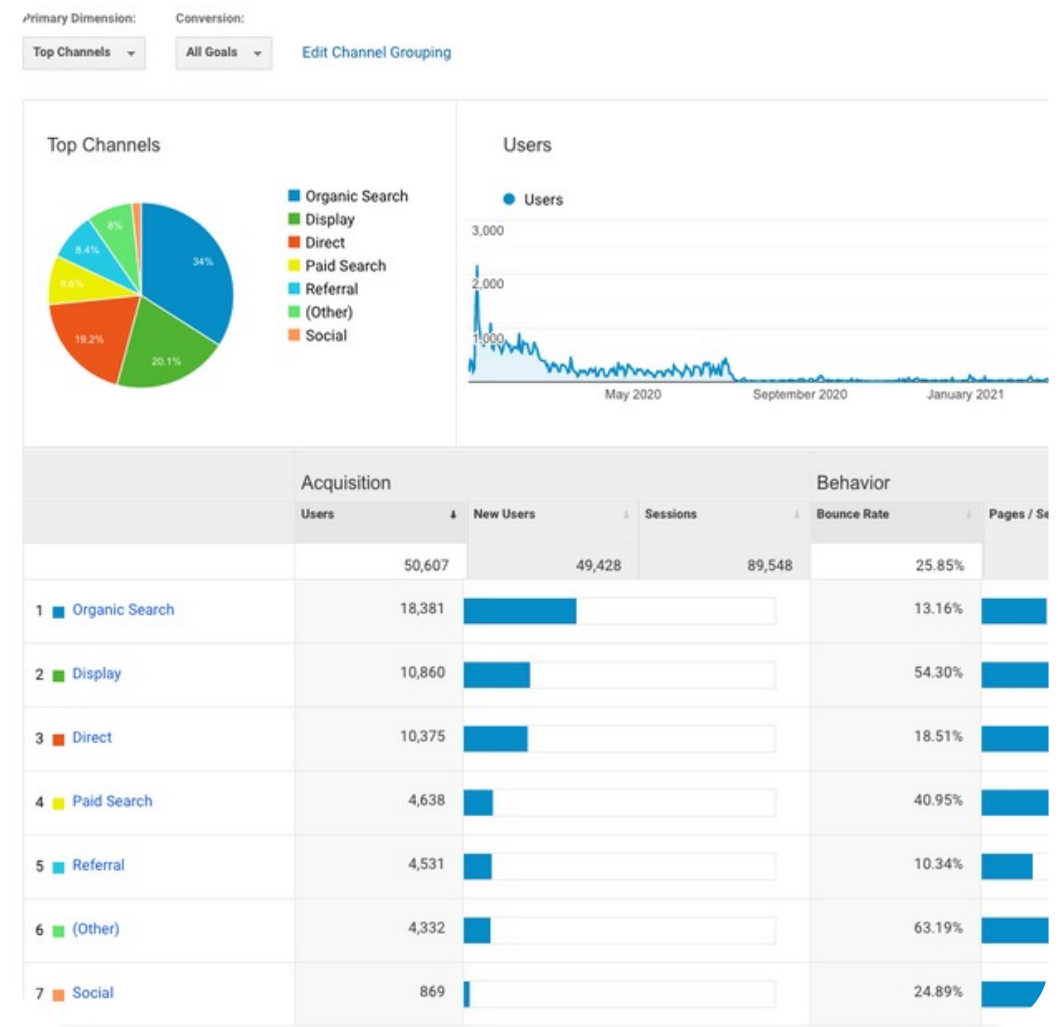 Primary Dimension:
Conversion:
Top Channels
All Goals
Edit Channel Grouping
Top Channels
34%
20.1%
19.2%
8.6%
8.4%
8%
Organic Search
Display
Direct
Paid Search
Referral
(Other)
Social
Users
Users
3,000
2,000
1,000
May 2020
September 2020
January 2021
Acquisition
Behavior
Users
New Users
Sessions
Bounce Rate
Pages / Se
50,607
49,428
89,548
25.85%
1 Organic Search 18,381 13.16%
2 Display 10,860 54.30%
3 Direct 10,375 18.51%
4 Paid Search 4,638 40.95%
5 Referral 4,531 10.34%
6 (Other) 4,332 63.19%
7 Social 869 24.89%